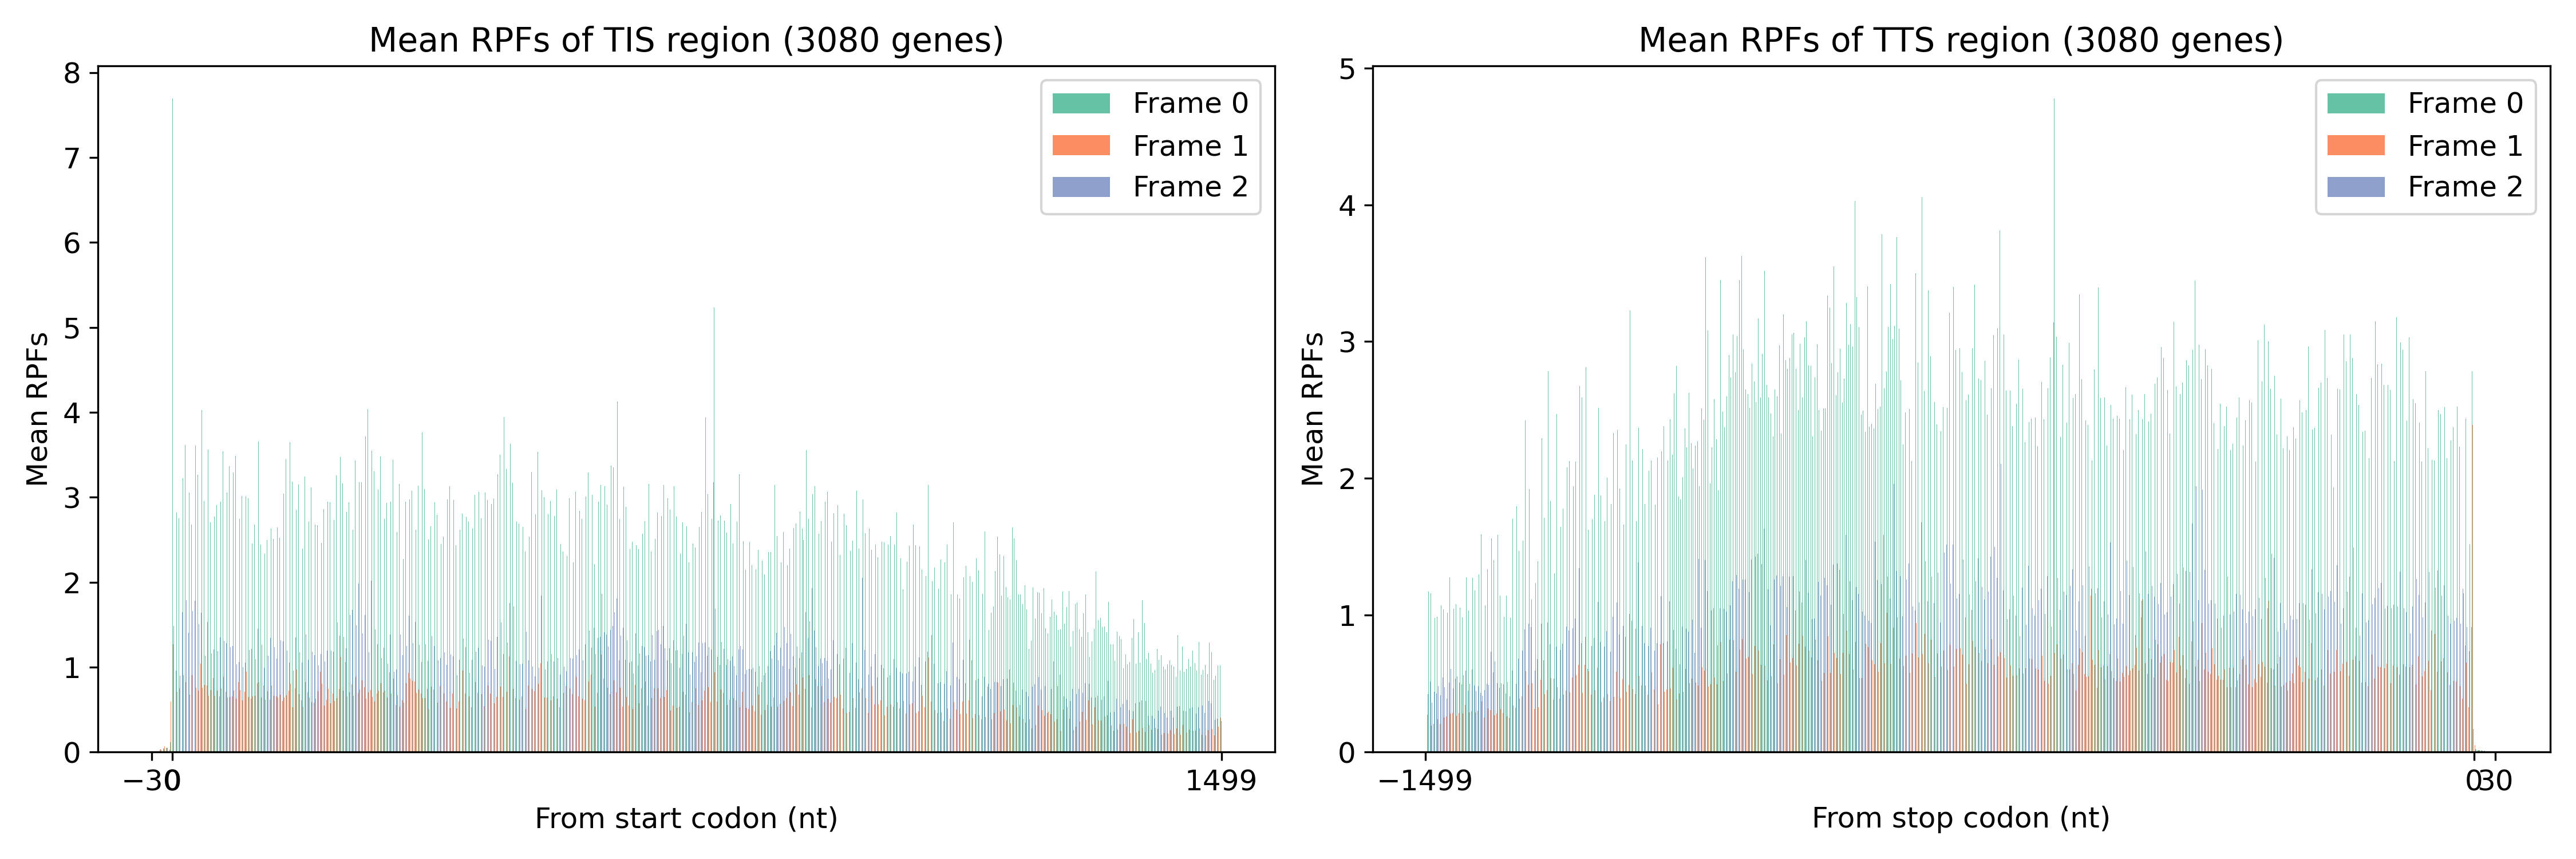 Mean RPFs of TIS region (3080 genes)
8
7
6
5
4
3
2
1
0
Mean RPFs
Frame 0
Frame 1
Frame 2
−30
0
1499
From start codon (nt)
Mean RPFs of TTS region (3080 genes)
5
4
3
2
1
0
Mean RPFs
Frame 0
Frame 1
Frame 2
−1499
0
30
From stop codon (nt)